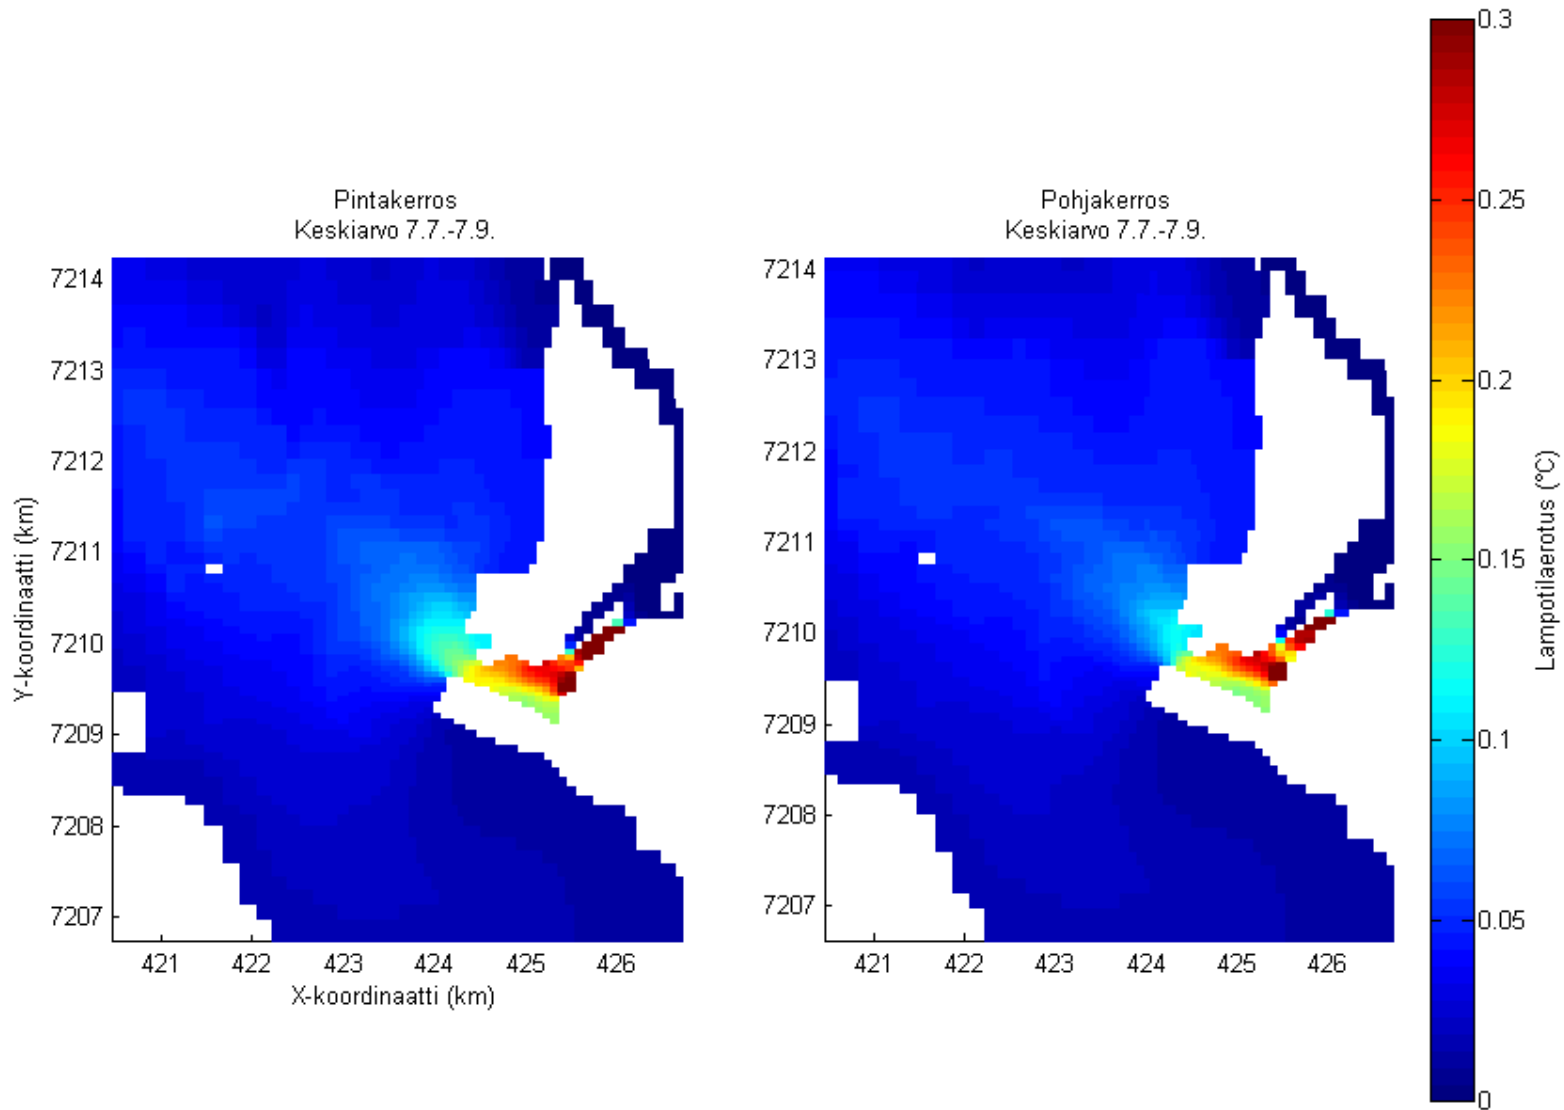 Pintakerros
Keskiarvo 7.7.-7.9.
7214
7213
7212
7211
7210
7209
7208
7207
Y-koordinaatti (km)
421 422 423 424 425 426
X-koordinaatti (km)
Pohjakerros
Keskiarvo 7.7.-7.9.
7214
7213
7212
7211
7210
7209
7208
7207
421 422 423 424 425 426
0.3
0.25
0.2
0.15
0.1
0.05
0
Lampotilaerotus (°C)